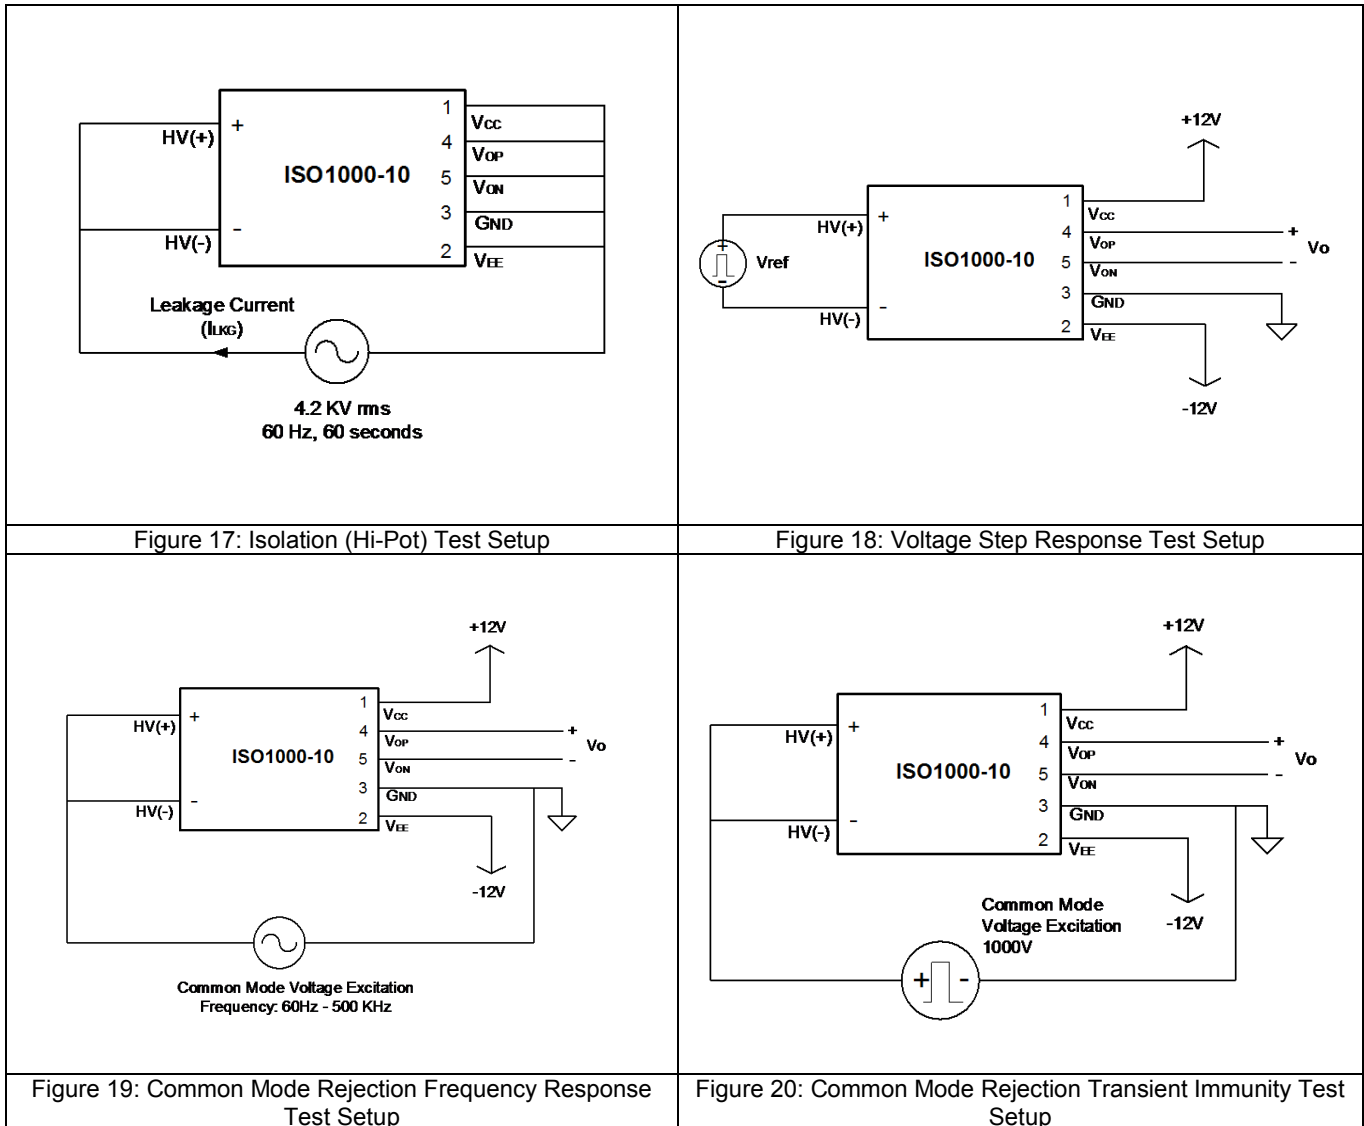 HV(+)
+
HV(-)
-
ISO1000-10
1
VCC
4
VOP
5
VON
3
GND
2
VEE
Leakage Current
(ILKG)
4.2 KV rms
60 Hz, 60 seconds
Figure 17: Isolation (Hi-Pot) Test Setup
+12V
HV(+)
+
HV(-)
-
+
-
Vref
ISO1000-10
1
VCC
4
VOP
5
VON
3
GND
2
VEE
+
Vo
-
-12V
Figure 18: Voltage Step Response Test Setup
+12V
HV(+)
+
HV(-)
-
ISO1000-10
1
VCC
4
VOP
5
VON
3
GND
2
VEE
+
Vo
-
-12V
Common Mode Voltage Excitation
Frequency: 60Hz - 500 KHz
Figure 19: Common Mode Rejection Frequency Response
Test Setup
+12V
HV(+)
+
HV(-)
-
ISO1000-10
1
VCC
4
VOP
5
VON
3
GND
2
VEE
+
Vo
-
-12V
Common Mode
Voltage Excitation
1000V
+
-
Figure 20: Common Mode Rejection Transient Immunity Test
Setup